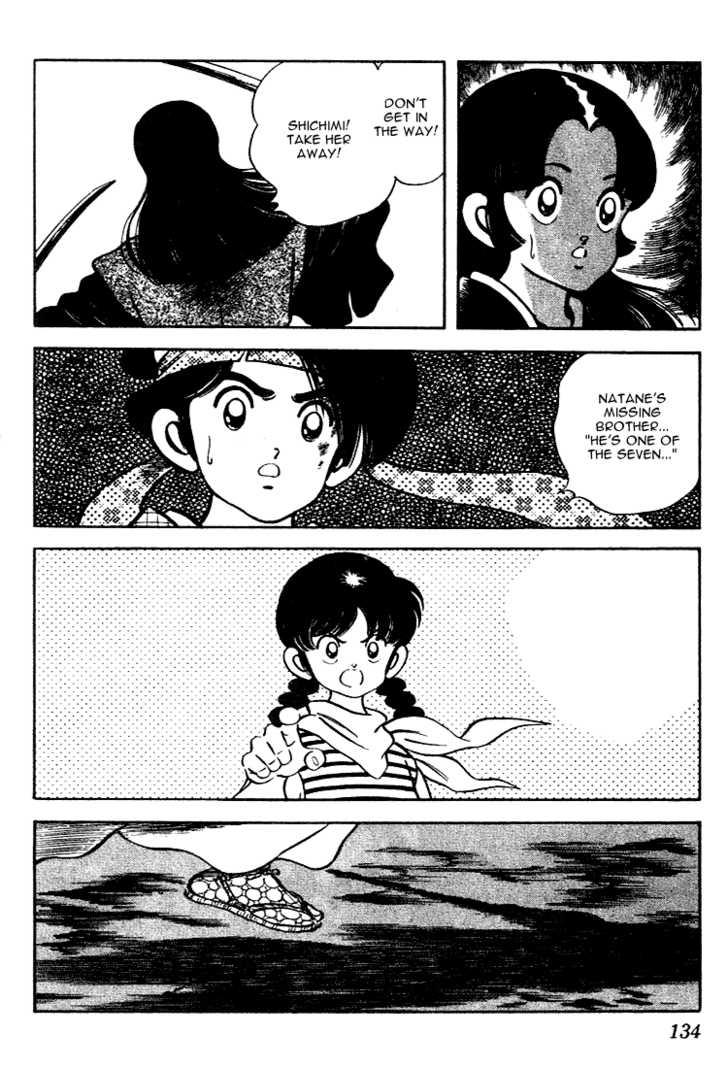 DON'T
GET IN
THE WAY!
SHICHIMI!
TAKE HER
AWAY!
NATANE'S
MISSING
BROTHER...
"HE'S ONE OF
THE SEVEN..."
134